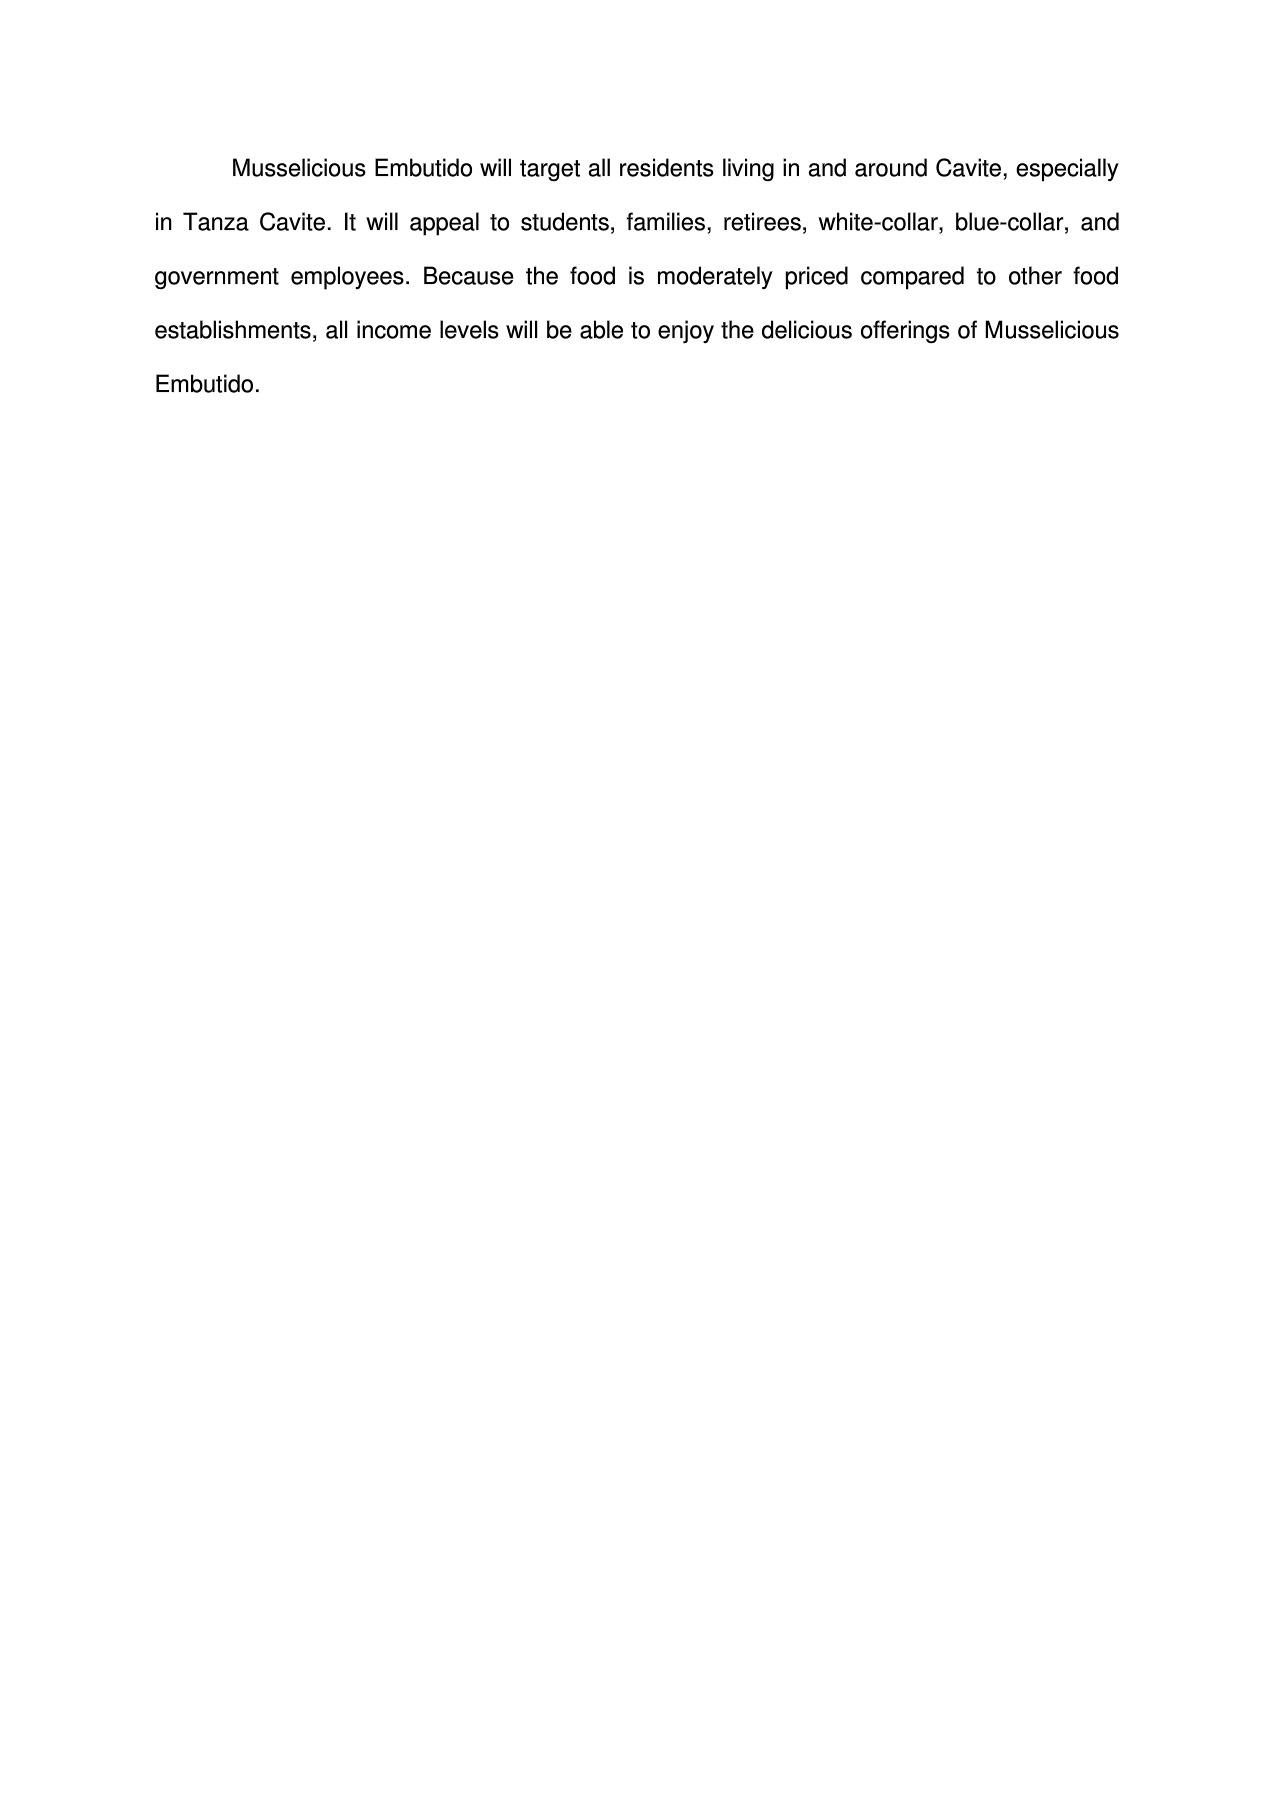 Musselicious Embutido will target all residents living in and around Cavite, especially
in Tanza Cavite. It will appeal to students, families, retirees, white-collar, blue-collar, and
government employees. Because the food is moderately priced compared to other food
establishments, all income levels will be able to enjoy the delicious offerings of Musselicious
Embutido.